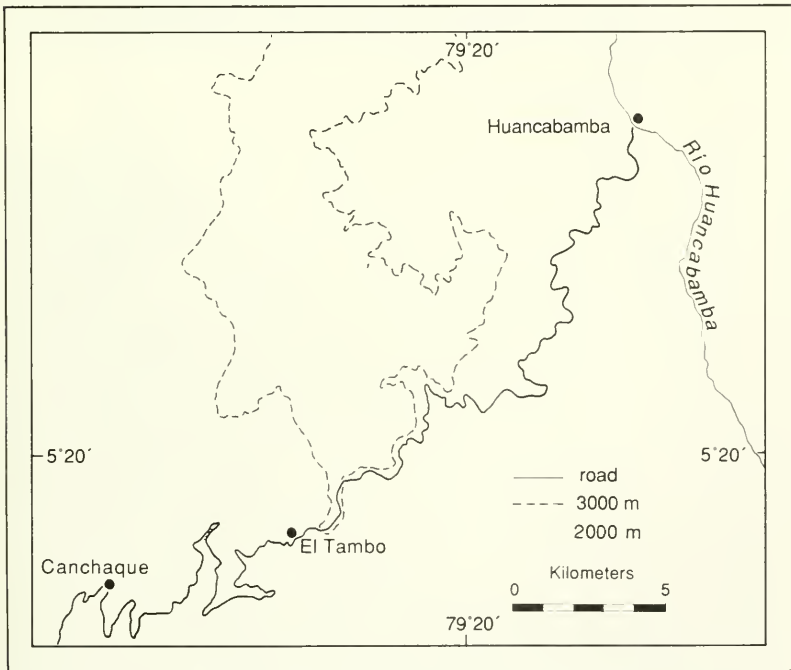 79°20′
Huancabamba
Rio Huancabamba
5°20′
5°20′
road
3000 m
2000 m
El Tambo
Canchaque
Kilometers
0 5
79°20′